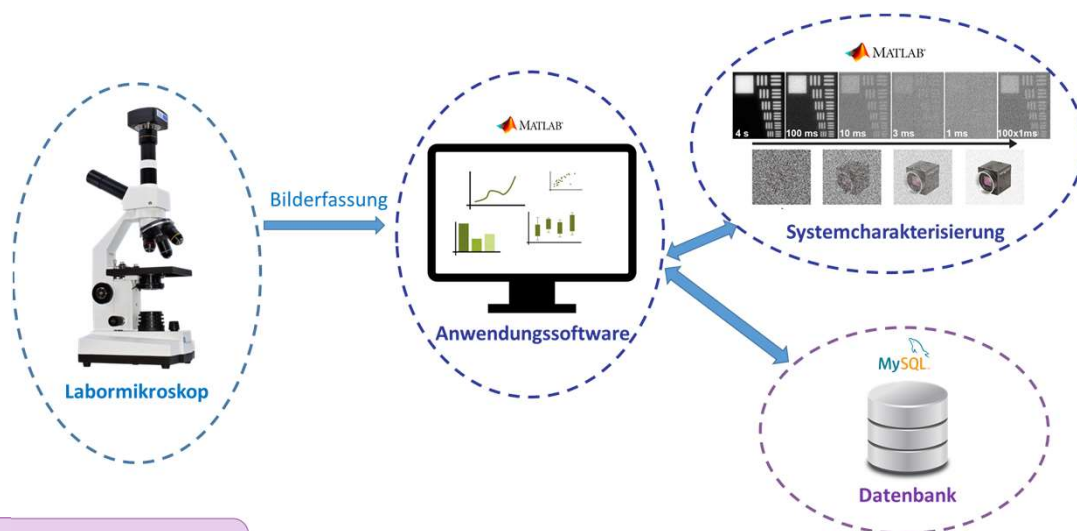 MATLAB®
4 s
100 ms
10 ms
3 ms
1 ms
100x1ms
Systemcharakterisierung
Bilderfassung
MATLAB®
Anwendungssoftware
Labormikroskop
MySQL
Datenbank